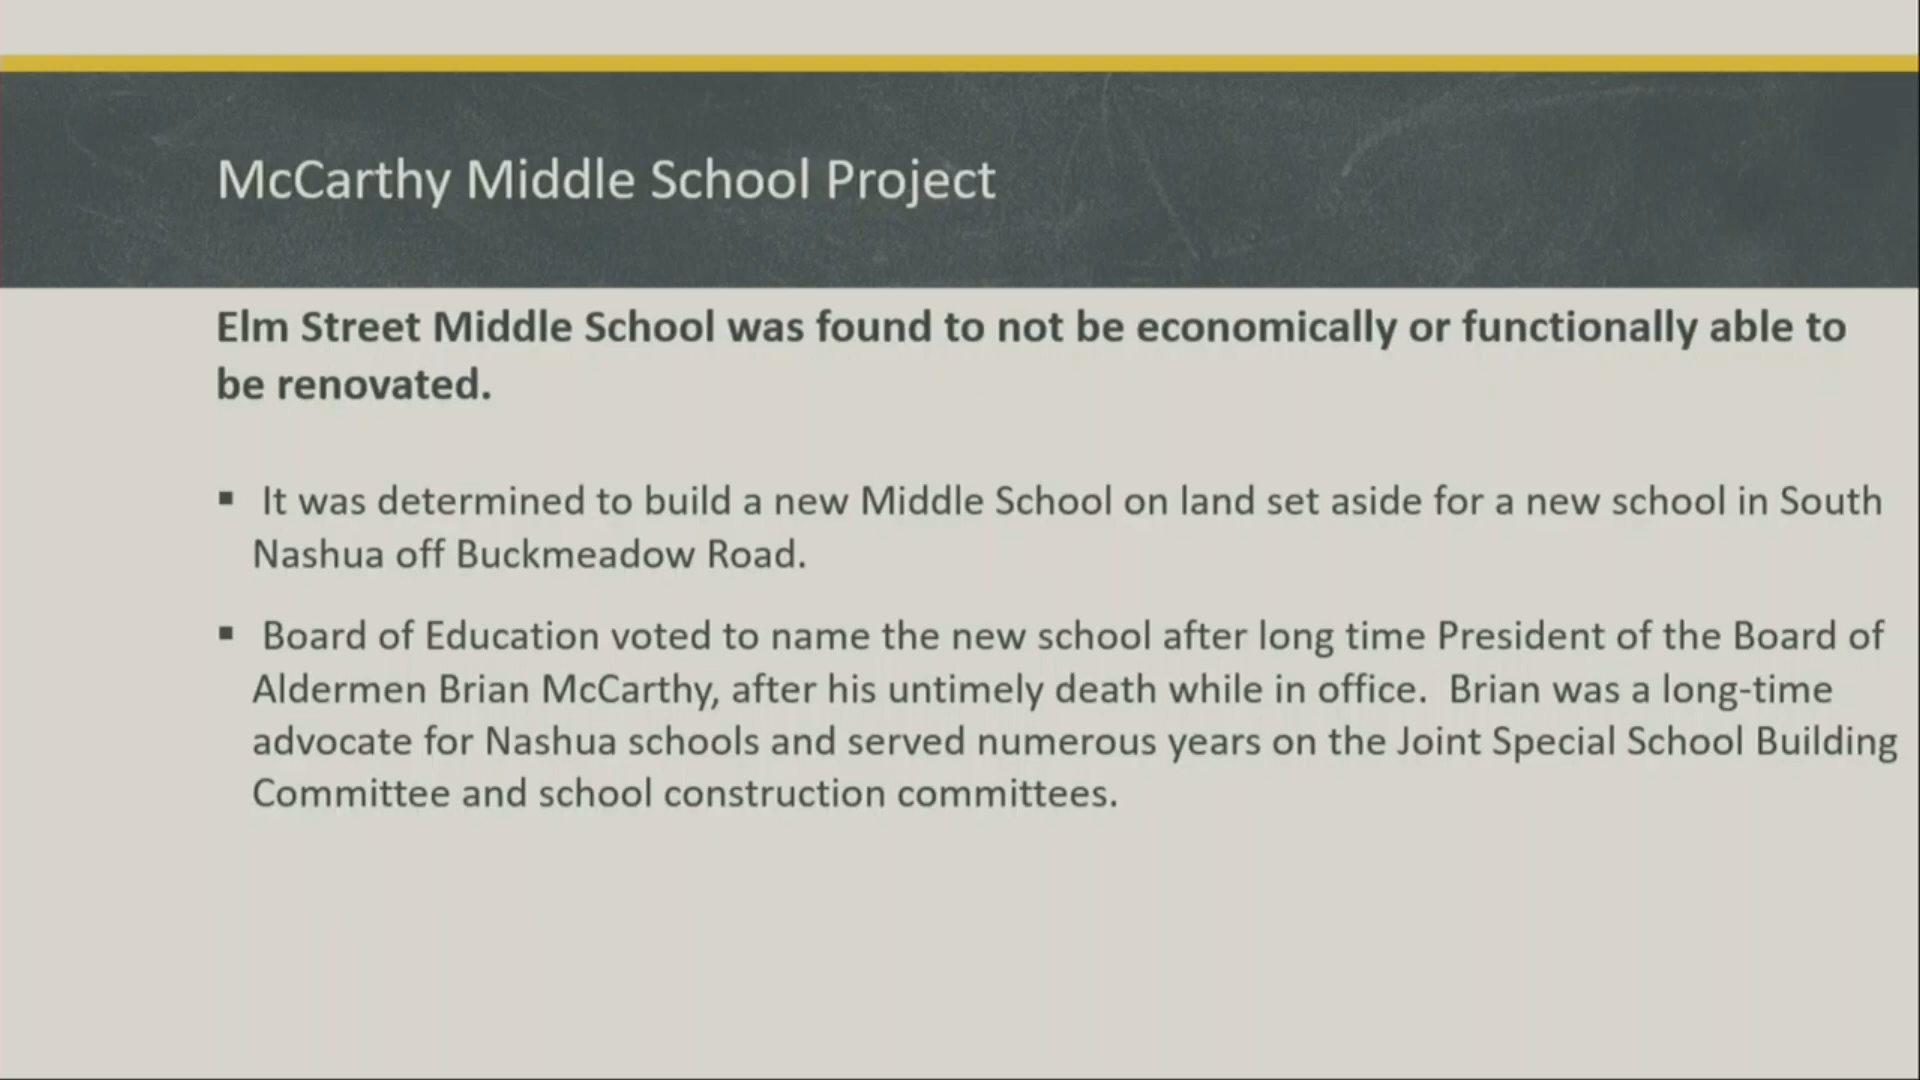 McCarthy Middle School Project
Elm Street Middle School was found to not be economically or functionally able to
be renovated.
▪ It was determined to build a new Middle School on land set aside for a new school in South
Nashua off Buckmeadow Road.
▪ Board of Education voted to name the new school after long time President of the Board of
Aldermen Brian McCarthy, after his untimely death while in office.  Brian was a long-time
advocate for Nashua schools and served numerous years on the Joint Special School Building
Committee and school construction committees.